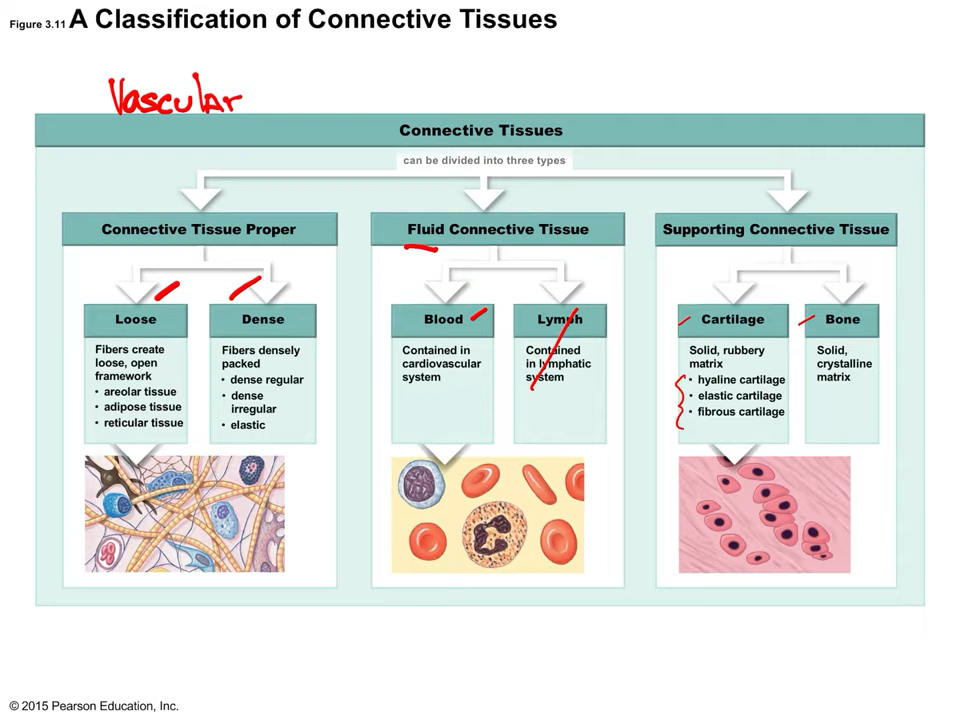 Figure 3.11 A Classification of Connective Tissues
Vascular
Connective Tissues
can be divided into three types
Connective Tissue Proper
Fluid Connective Tissue
Supporting Connective Tissue
Loose
Fibers create
loose, open
framework
• areolar tissue
• adipose tissue
• reticular tissue
Dense
Fibers densely
packed
• dense regular
• dense
irregular
• elastic
Blood
Contained in
cardiovascular
system
Lymph
Contained
in lymphatic
system
Cartilage
Solid, rubbery
matrix
• hyaline cartilage
• elastic cartilage
• fibrous cartilage
Bone
Solid,
crystalline
matrix
© 2015 Pearson Education, Inc.